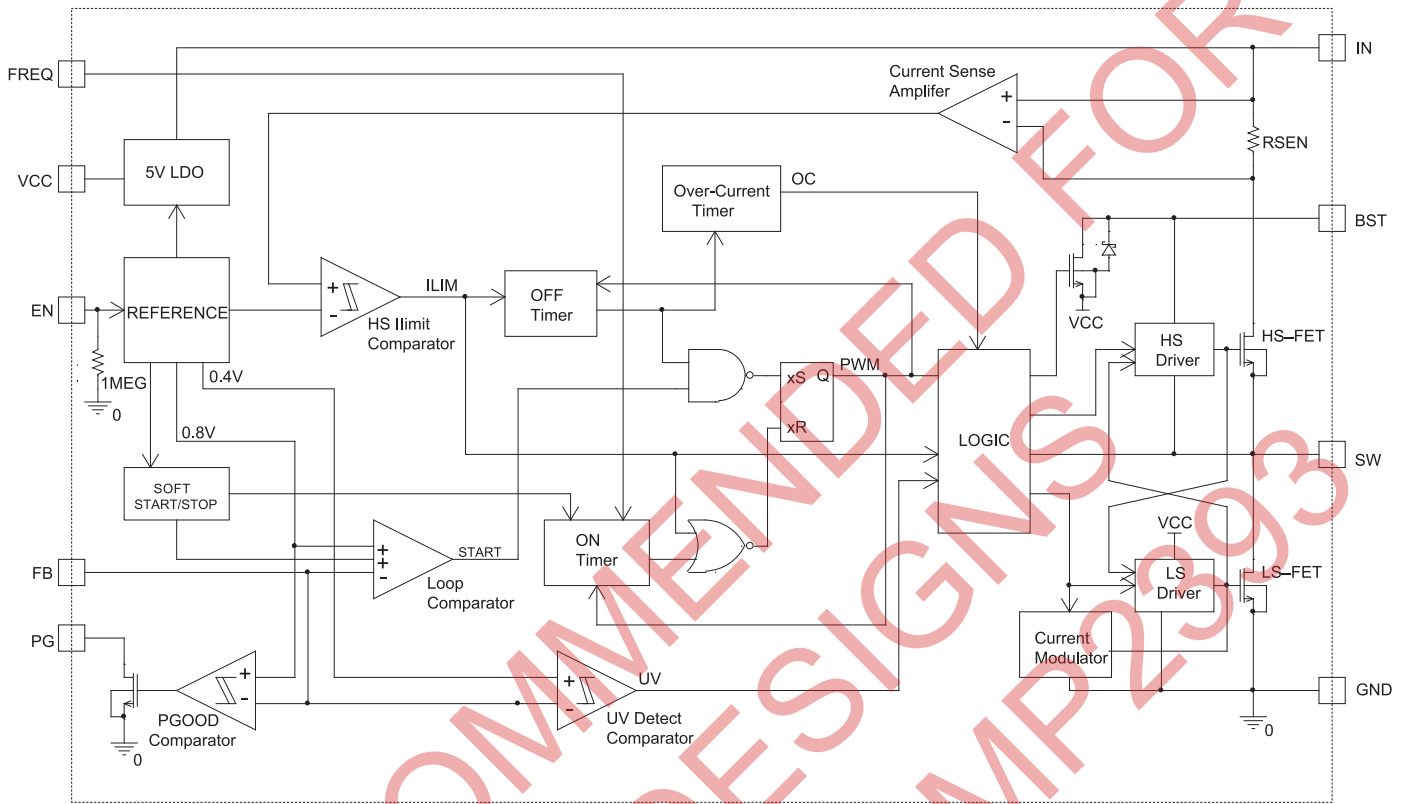 IN
FREQ
Current Sense
Amplifer
+
-
RSEN
5V LDO
VCC
Over-Current
Timer
OC
BST
REFERENCE
EN
+
-
ILIM
HS Ilimit
Comparator
OFF
Timer
VCC
HS
Driver
HS-FET
1MEG
0
0.4V
0.8V
xS
Q
xR
PWM
LOGIC
SW
SOFT
START/STOP
VCC
ON
Timer
+
+
-
START
Loop
Comparator
FB
LS
Driver
LS-FET
PG
Current
Modulator
+
-
PGOOD
Comparator
+
-
UV
UV Detect
Comparator
GND
0
0
OMMENDED FOR
DESIGNS
MP2393